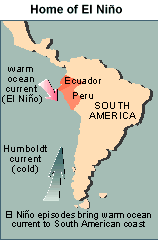 Home of El Niño
warm
ocean
current
(El Niño)
Ecuador
Peru
SOUTH
AMERICA
Humboldt
current
(cold)
El Niño episodes bring warm ocean
current to South American coast